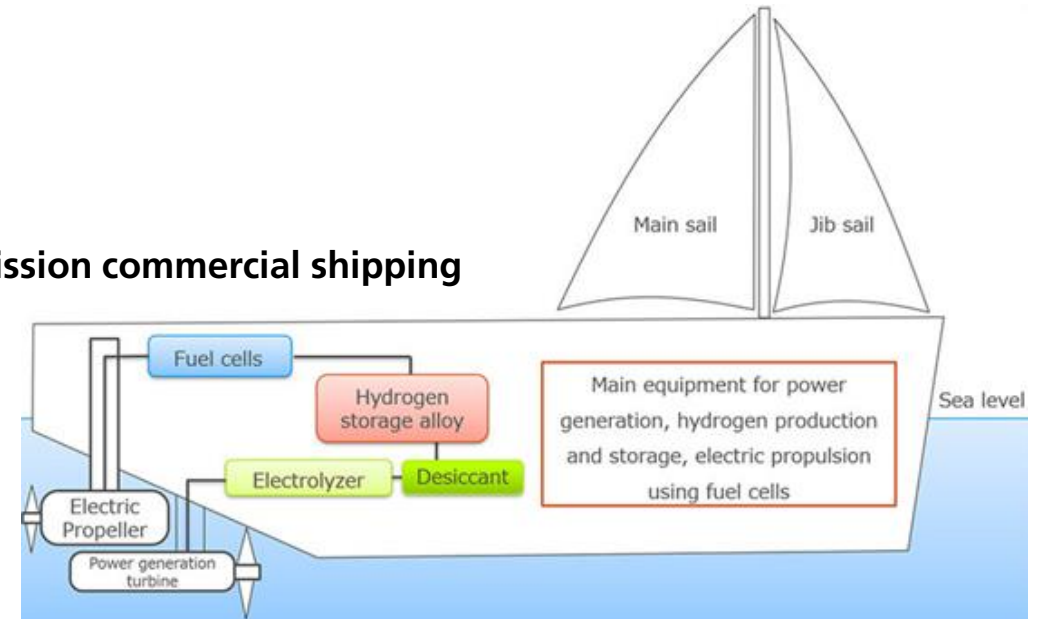 Main sail
Jib sail
ission commercial shipping
Fuel cells
Hydrogen
storage alloy
Main equipment for power
generation, hydrogen production
and storage, electric propulsion
using fuel cells
Sea level
Electrolyzer
Desiccant
Electric
Propeller
Power generation
turbine